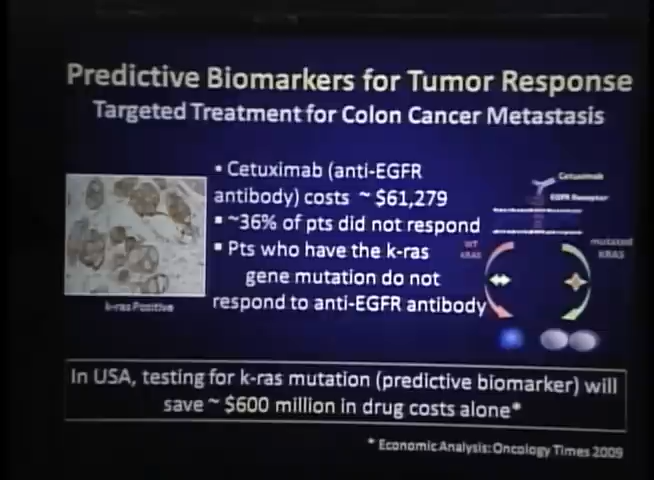 Predictive Biomarkers for Tumor Response
Targeted Treatment for Colon Cancer Metastasis
▪ Cetuximab (anti-EGFR
antibody) costs ~ $61,279
▪ ~36% of pts did not respond
▪ Pts who have the k-ras
gene mutation do not
respond to anti-EGFR antibody
k-ras Positive
Cetuximab
EGFR Receptor
WT
KRAS
mutated
KRAS
In USA, testing for k-ras mutation (predictive biomarker) will
save ~ $600 million in drug costs alone*
* Economic Analysis: Oncology Times 2009